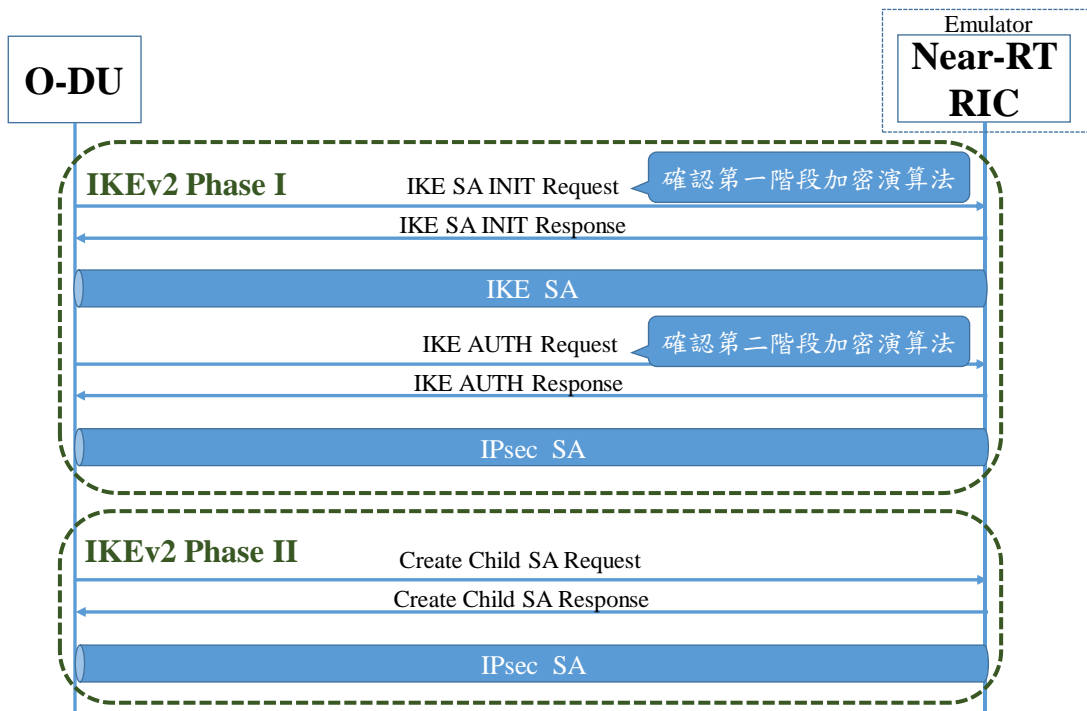 Emulator
O-DU
Near-RT
RIC
IKEv2 Phase I
IKE SA INIT Request
確認第一階段加密演算法
IKE SA INIT Response
IKE SA
IKE AUTH Request
確認第二階段加密演算法
IKE AUTH Response
IPsec SA
IKEv2 Phase II
Create Child SA Request
Create Child SA Response
IPsec SA